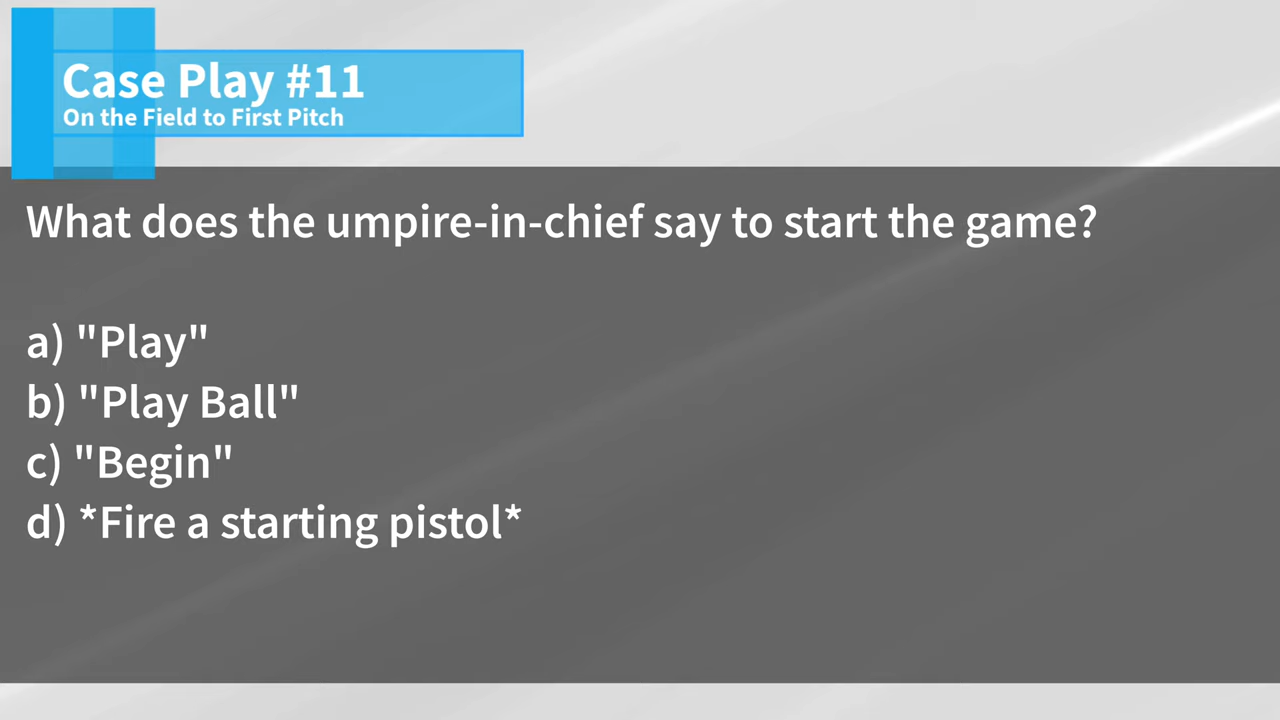 Case Play #11
On the Field to First Pitch
What does the umpire-in-chief say to start the game?
a) "Play"
b) "Play Ball"
c) "Begin"
d) *Fire a starting pistol*